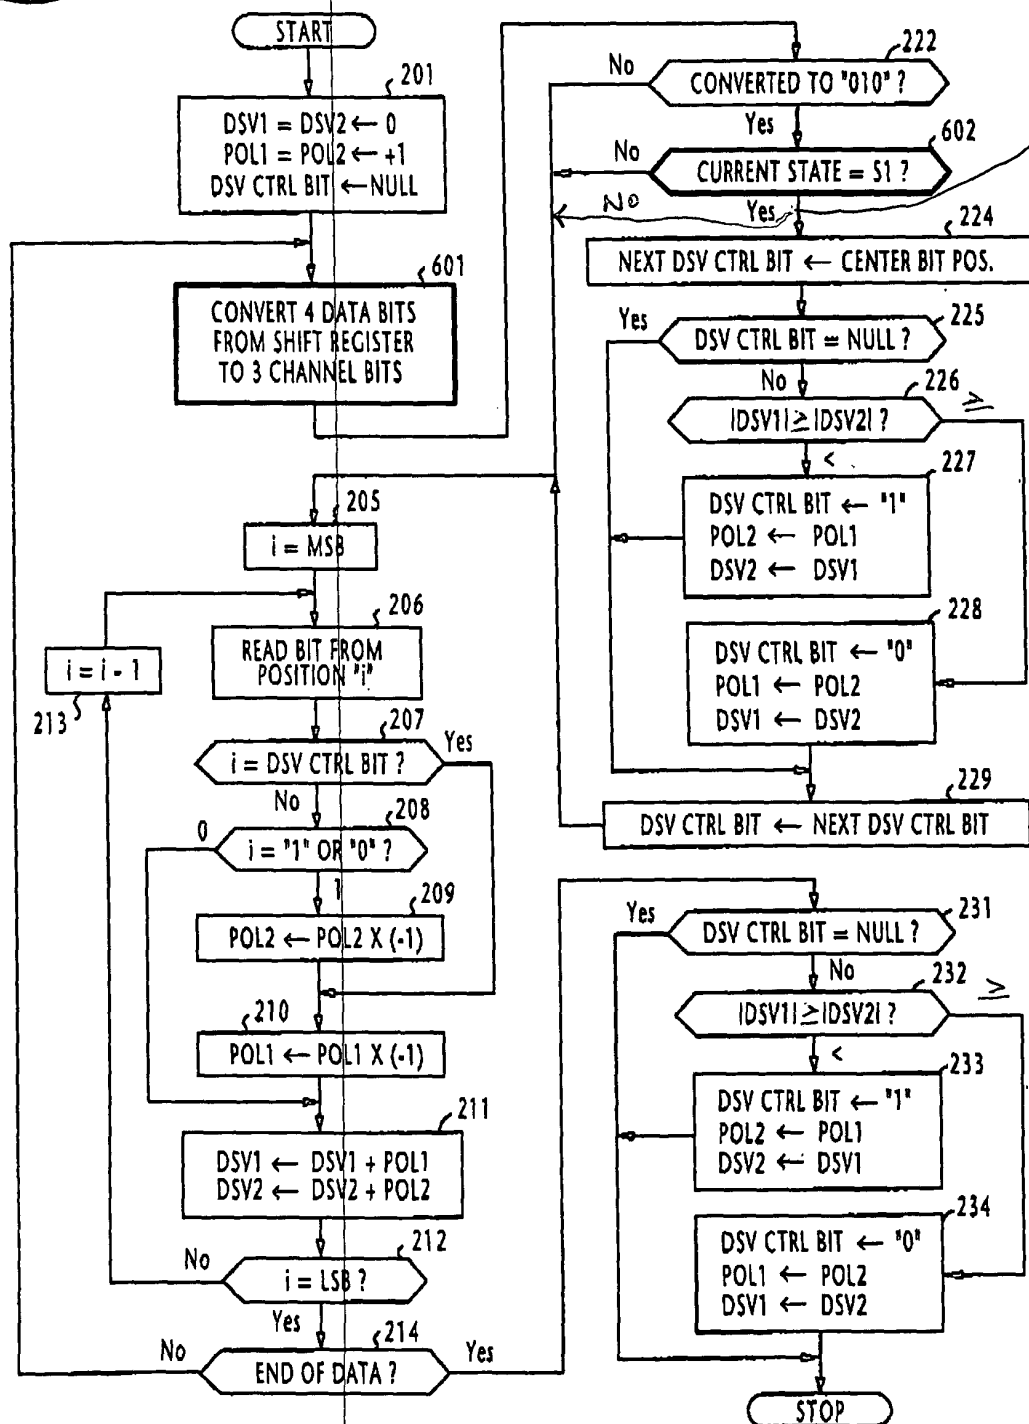 START
201
DSV1 = DSV2 ← 0
POL1 = POL2 ← +1
DSV CTRL BIT ← NULL
601
CONVERT 4 DATA BITS
FROM SHIFT REGISTER
TO 3 CHANNEL BITS
205
i = MSB
206
READ BIT FROM
POSITION "i"
i = i - 1
213
207
i = DSV CTRL BIT ?
Yes
No
208
0
i = "1" OR "0" ?
1
209
POL2 ← POL2 X (-1)
210
POL1 ← POL1 X (-1)
211
DSV1 ← DSV1 + POL1
DSV2 ← DSV2 + POL2
212
No
i = LSB ?
Yes
214
No
END OF DATA ?
Yes
222
No
CONVERTED TO "010" ?
Yes
602
No
CURRENT STATE = S1 ?
No
Yes
224
NEXT DSV CTRL BIT ← CENTER BIT POS.
225
Yes
DSV CTRL BIT = NULL ?
No
226
|DSV1| ≥ |DSV2| ?
≥
<
227
DSV CTRL BIT ← "1"
POL2 ← POL1
DSV2 ← DSV1
228
DSV CTRL BIT ← "0"
POL1 ← POL2
DSV1 ← DSV2
229
DSV CTRL BIT ← NEXT DSV CTRL BIT
231
Yes
DSV CTRL BIT = NULL ?
No
232
|DSV1| ≥ |DSV2| ?
≥
<
233
DSV CTRL BIT ← "1"
POL2 ← POL1
DSV2 ← DSV1
234
DSV CTRL BIT ← "0"
POL1 ← POL2
DSV1 ← DSV2
STOP